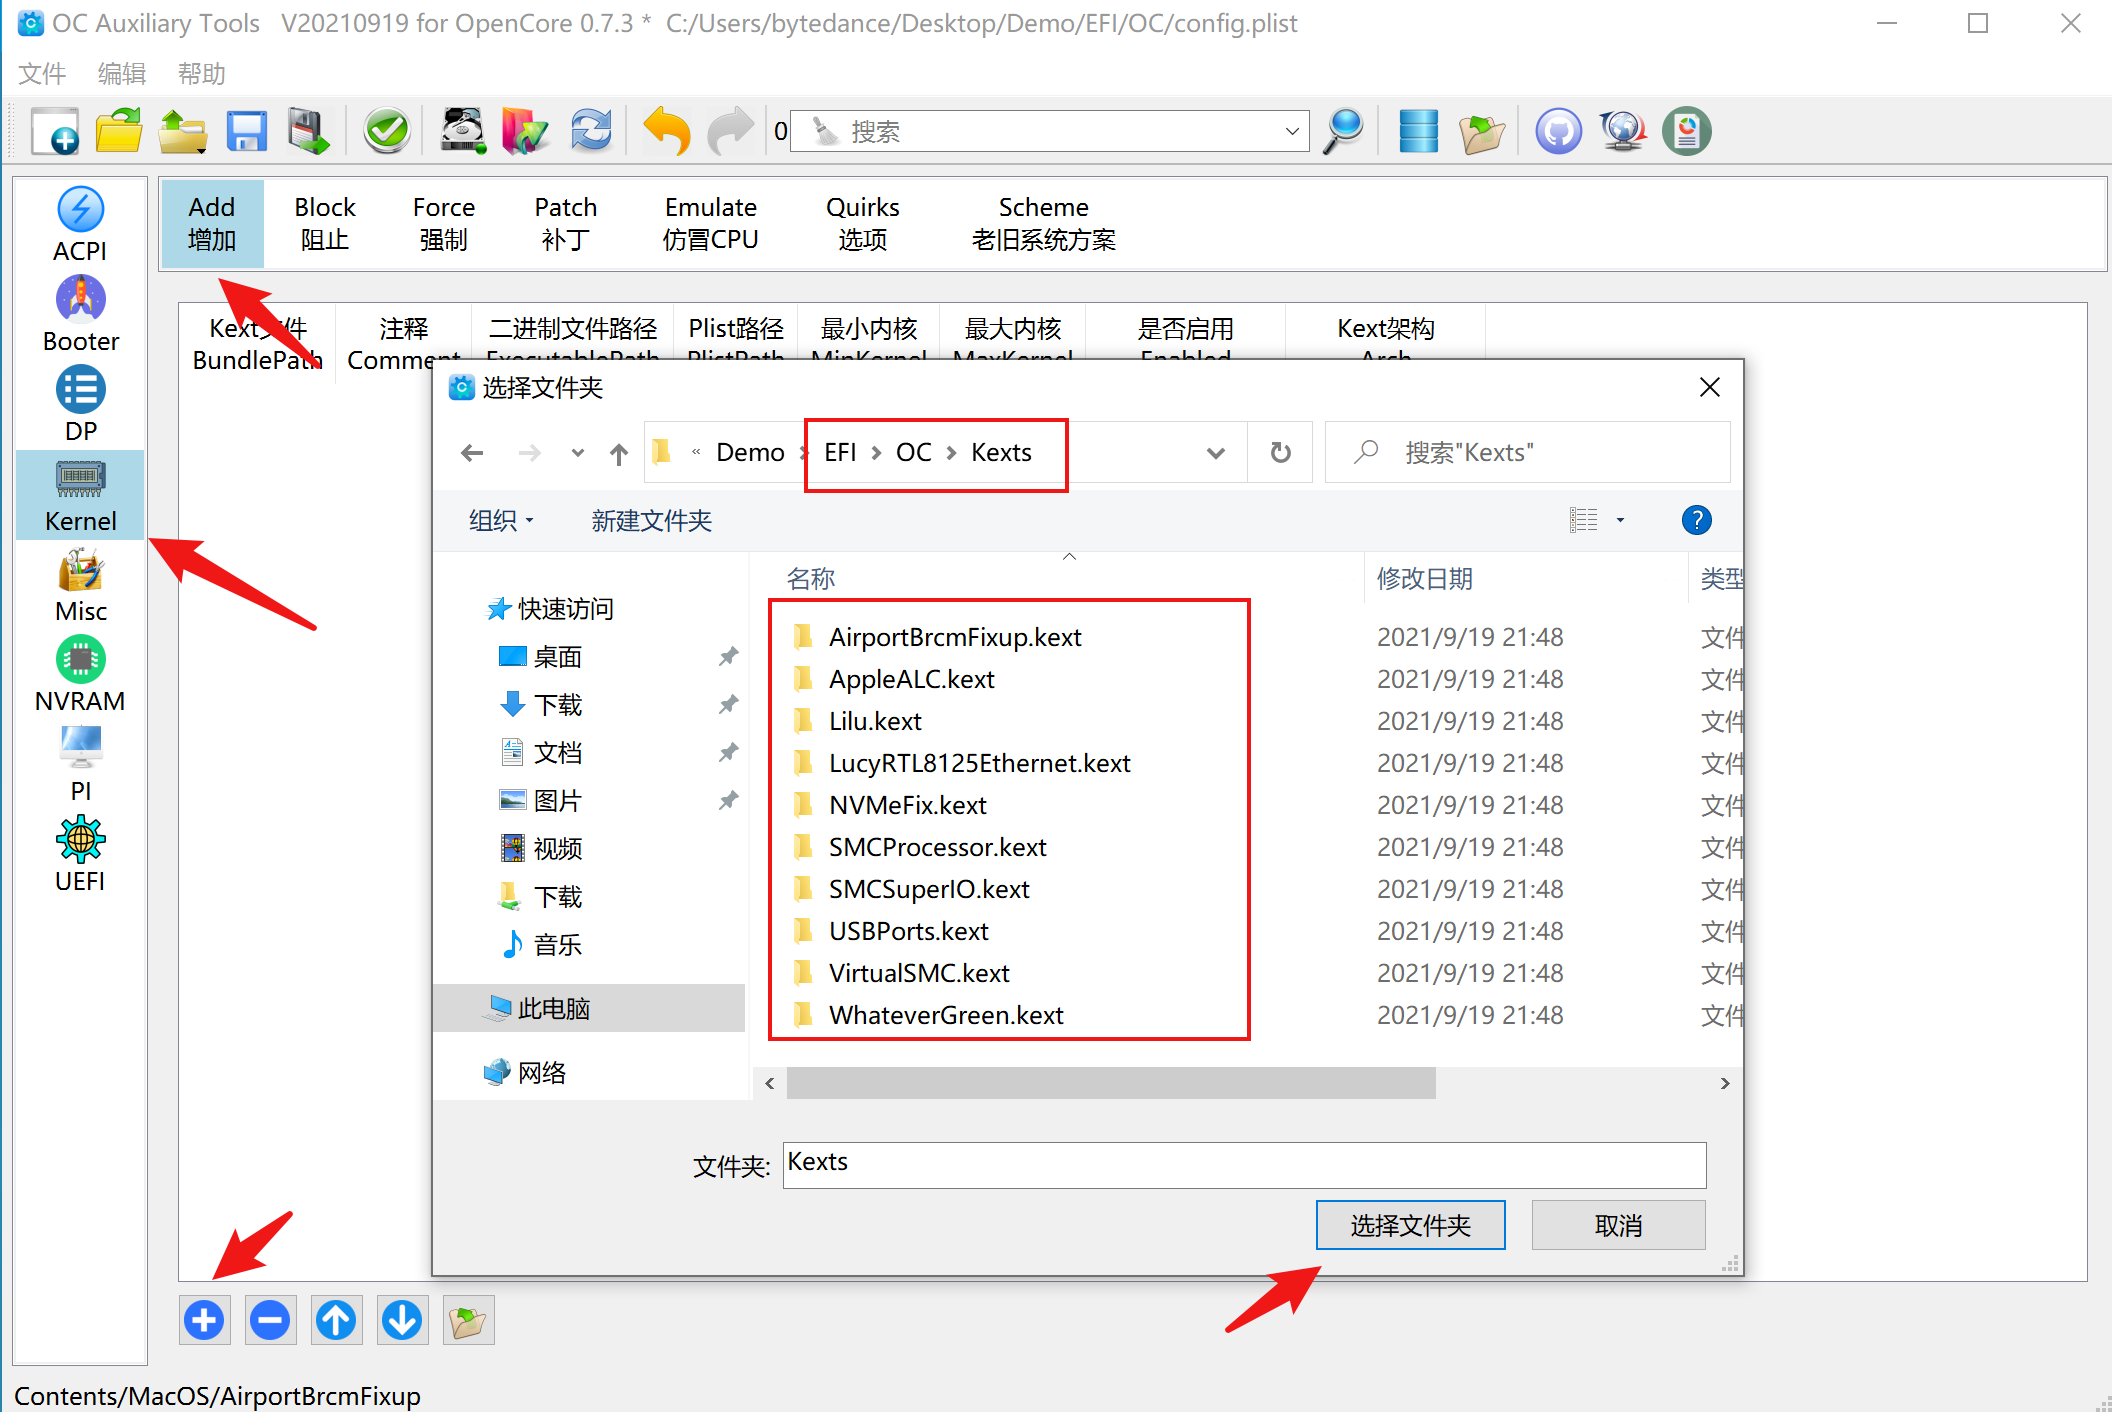 OC Auxiliary Tools V20210919 for OpenCore 0.7.3 * C:/Users/bytedance/Desktop/Demo/EFI/OC/config.plist
文件 编辑 帮助
0 搜索
ACPI
Booter
DP
Kernel
Misc
NVRAM
PI
UEFI
Add Block Force Patch Emulate Quirks Scheme
增加 阻止 强制 补丁 仿冒CPU 选项 老旧系统方案
Kext文件 注释 二进制文件路径 Plist路径 最小内核 最大内核 是否启用 Kext架构
BundlePath Comment ExecutablePath PlistPath MinKernel MaxKernel Enabled Arch
选择文件夹
« Demo › EFI › OC › Kexts
搜索"Kexts"
组织 新建文件夹
?
快速访问
桌面
下载
文档
图片
视频
下载
音乐
此电脑
网络
名称 修改日期 类型
AirportBrcmFixup.kext 2021/9/19 21:48 文件
AppleALC.kext 2021/9/19 21:48 文件
Lilu.kext 2021/9/19 21:48 文件
LucyRTL8125Ethernet.kext 2021/9/19 21:48 文件
NVMeFix.kext 2021/9/19 21:48 文件
SMCProcessor.kext 2021/9/19 21:48 文件
SMCSuperIO.kext 2021/9/19 21:48 文件
USBPorts.kext 2021/9/19 21:48 文件
VirtualSMC.kext 2021/9/19 21:48 文件
WhateverGreen.kext 2021/9/19 21:48 文件
文件夹: Kexts
选择文件夹 取消
Contents/MacOS/AirportBrcmFixup